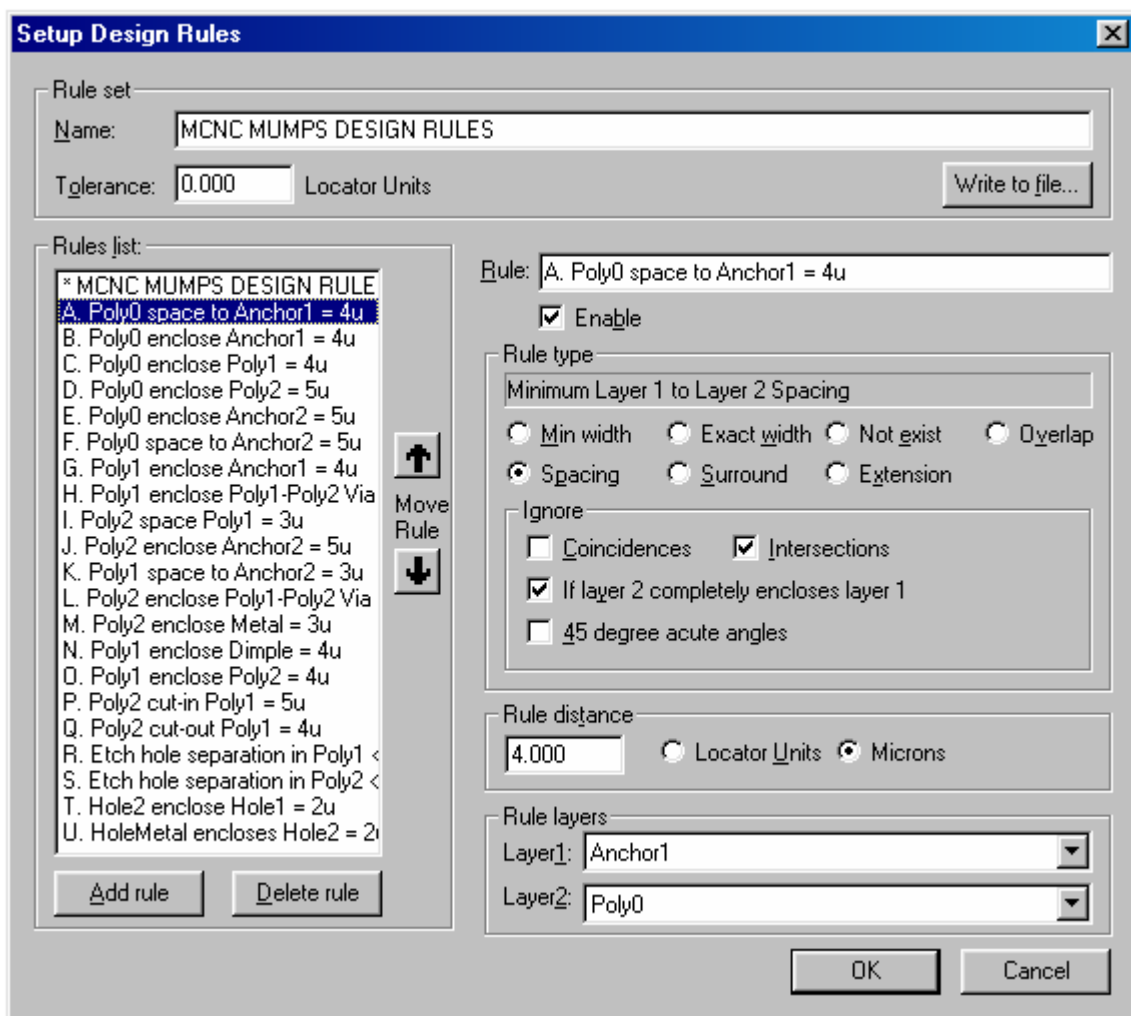 Setup Design Rules
Rule set
Name: MCNC MUMPS DESIGN RULES
Tolerance: 0.000 Locator Units Write to file...
Rules list:
* MCNC MUMPS DESIGN RULE
A. Poly0 space to Anchor1 = 4u
B. Poly0 enclose Anchor1 = 4u
C. Poly0 enclose Poly1 = 4u
D. Poly0 enclose Poly2 = 5u
E. Poly0 enclose Anchor2 = 5u
F. Poly0 space to Anchor2 = 5u
G. Poly1 enclose Anchor1 = 4u
H. Poly1 enclose Poly1-Poly2 Via
I. Poly2 space Poly1 = 3u
J. Poly2 enclose Anchor2 = 5u
K. Poly1 space to Anchor2 = 3u
L. Poly2 enclose Poly1-Poly2 Via
M. Poly2 enclose Metal = 3u
N. Poly1 enclose Dimple = 4u
O. Poly1 enclose Poly2 = 4u
P. Poly2 cut-in Poly1 = 5u
Q. Poly2 cut-out Poly1 = 4u
R. Etch hole separation in Poly1 <
S. Etch hole separation in Poly2 <
T. Hole2 enclose Hole1 = 2u
U. HoleMetal encloses Hole2 = 2u
Add rule Delete rule
Move
Rule
Rule: A. Poly0 space to Anchor1 = 4u
Enable
Rule type
Minimum Layer 1 to Layer 2 Spacing
Min width Exact width Not exist Overlap
Spacing Surround Extension
Ignore
Coincidences Intersections
If layer 2 completely encloses layer 1
45 degree acute angles
Rule distance
4.000 Locator Units Microns
Rule layers
Layer1: Anchor1
Layer2: Poly0
OK Cancel